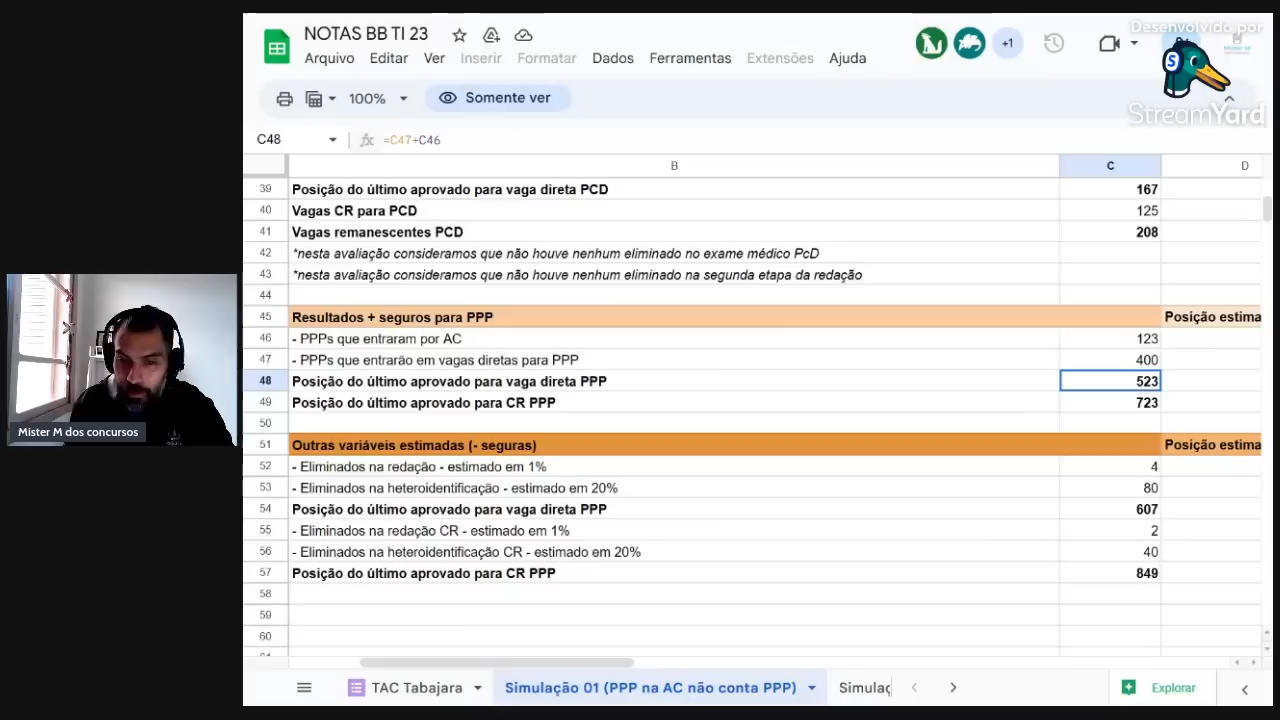 Desenvolvido por
StreamYard
NOTAS BB TI 23
+1
Arquivo Editar Ver Inserir Formatar Dados Ferramentas Extensões Ajuda
100% Somente ver
C48 fx =C47+C46
B C D
39 Posição do último aprovado para vaga direta PCD 167
40 Vagas CR para PCD 125
41 Vagas remanescentes PCD 208
42 *nesta avaliação consideramos que não houve nenhum eliminado no exame médico PcD
43 *nesta avaliação consideramos que não houve nenhum eliminado na segunda etapa da redação
44
45 Resultados + seguros para PPP Posição estima
46 - PPPs que entraram por AC 123
47 - PPPs que entrarão em vagas diretas para PPP 400
48 Posição do último aprovado para vaga direta PPP 523
49 Posição do último aprovado para CR PPP 723
50
51 Outras variáveis estimadas (- seguras) Posição estima
52 - Eliminados na redação - estimado em 1% 4
53 - Eliminados na heteroidentificação - estimado em 20% 80
54 Posição do último aprovado para vaga direta PPP 607
55 - Eliminados na redação CR - estimado em 1% 2
56 - Eliminados na heteroidentificação CR - estimado em 20% 40
57 Posição do último aprovado para CR PPP 849
58
59
60
TAC Tabajara Simulação 01 (PPP na AC não conta PPP) Simulaç Explorar
Mister M dos concursos